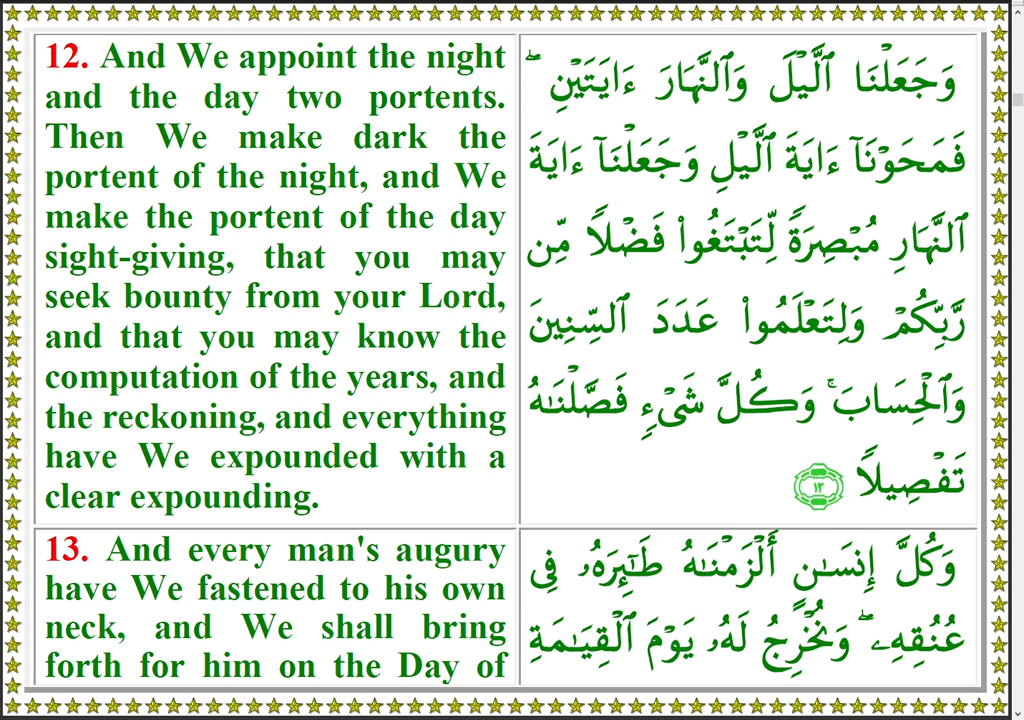 12. And We appoint the night
and the day two portents.
Then We make dark the
portent of the night, and We
make the portent of the day
sight-giving, that you may
seek bounty from your Lord,
and that you may know the
computation of the years, and
the reckoning, and everything
have We expounded with a
clear expounding.
وَجَعَلْنَا ٱلَّيْلَ وَٱلنَّهَارَ ءَايَتَيْنِ ۖ
فَمَحَوْنَآ ءَايَةَ ٱلَّيْلِ وَجَعَلْنَآ ءَايَةَ
ٱلنَّهَارِ مُبْصِرَةً لِّتَبْتَغُوا۟ فَضْلًا مِّن
رَّبِّكُمْ وَلِتَعْلَمُوا۟ عَدَدَ ٱلسِّنِينَ
وَٱلْحِسَابَ ۚ وَكُلَّ شَىْءٍ فَصَّلْنَـٰهُ
تَفْصِيلًا ١٢
13. And every man's augury
have We fastened to his own
neck, and We shall bring
forth for him on the Day of
وَكُلَّ إِنسَـٰنٍ أَلْزَمْنَـٰهُ طَـٰٓئِرَهُۥ فِى
عُنُقِهِۦ ۖ وَنُخْرِجُ لَهُۥ يَوْمَ ٱلْقِيَـٰمَةِ